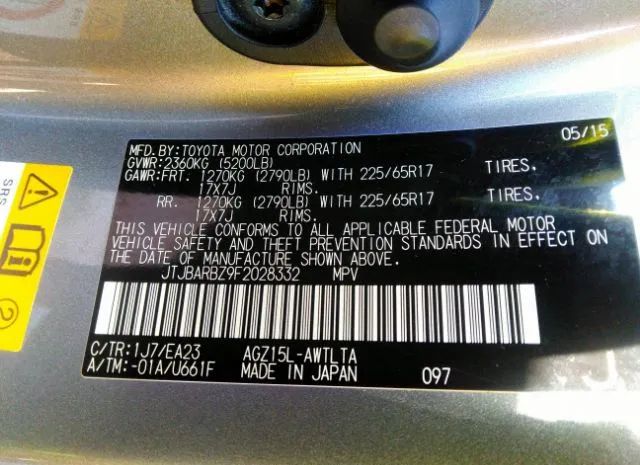 MFD.BY:TOYOTA MOTOR CORPORATION 05/15
GVWR:2360KG (5200LB)
GAWR:FRT. 1270KG (2790LB) WITH 225/65R17 TIRES.
17X7J RIMS.
RR. 1270KG (2790LB) WITH 225/65R17 TIRES.
17X7J RIMS.
THIS VEHICLE CONFORMS TO ALL APPLICABLE FEDERAL MOTOR
VEHICLE SAFETY AND THEFT PREVENTION STANDARDS IN EFFECT ON
THE DATE OF MANUFACTURE SHOWN ABOVE.
JTJBARBZ9F2028332 MPV
C/TR:1J7/EA23 AGZ15L-AWTLTA
A/TM:-01A/U661F MADE IN JAPAN 097
SRS
2